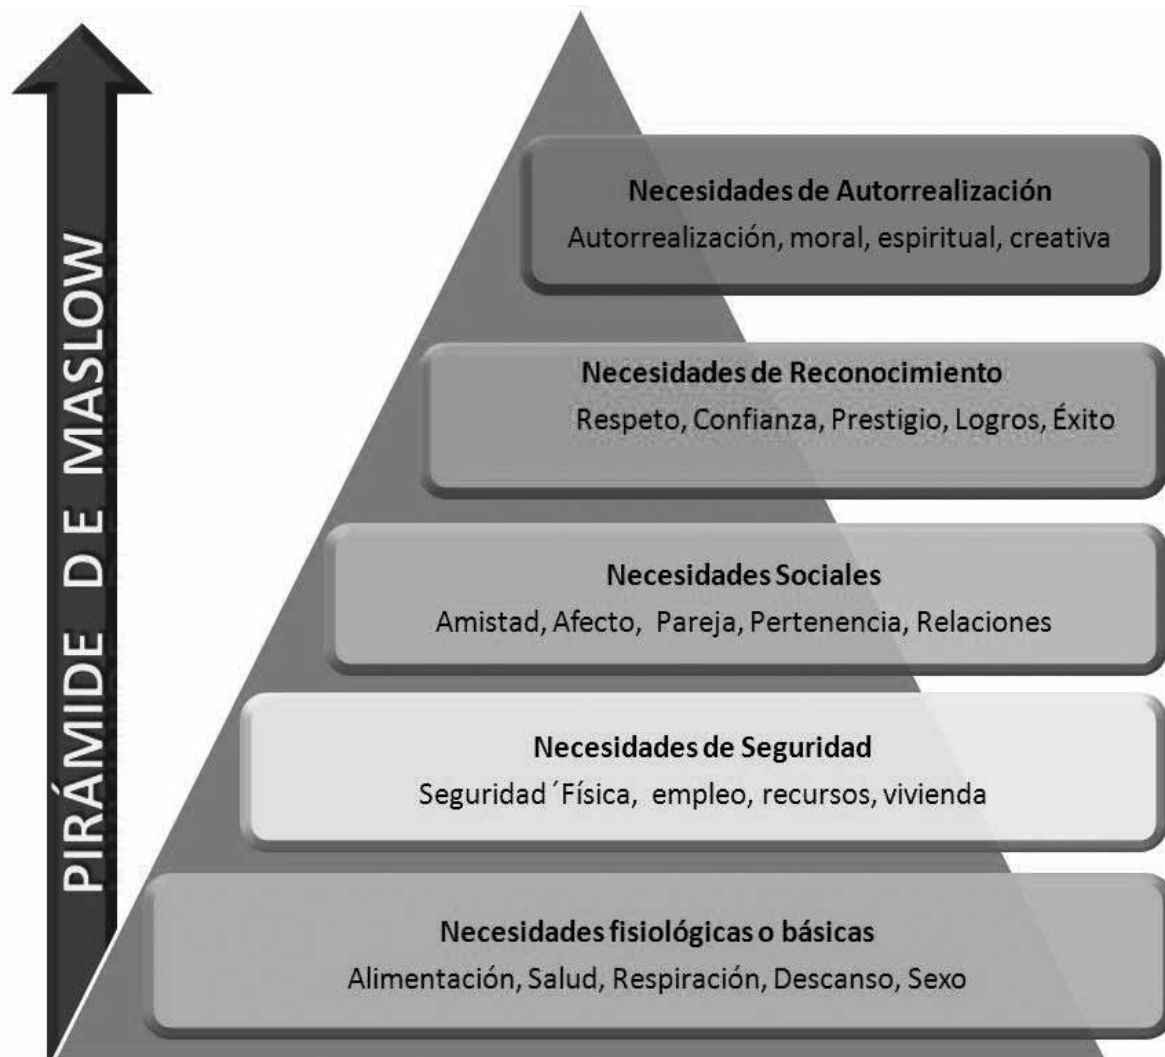 PIRÁMIDE D E MASLOW
Necesidades de Autorrealización
Autorrealización, moral, espiritual, creativa
Necesidades de Reconocimiento
Respeto, Confianza, Prestigio, Logros, Éxito
Necesidades Sociales
Amistad, Afecto, Pareja, Pertenencia, Relaciones
Necesidades de Seguridad
Seguridad ´Física, empleo, recursos, vivienda
Necesidades fisiológicas o básicas
Alimentación, Salud, Respiración, Descanso, Sexo